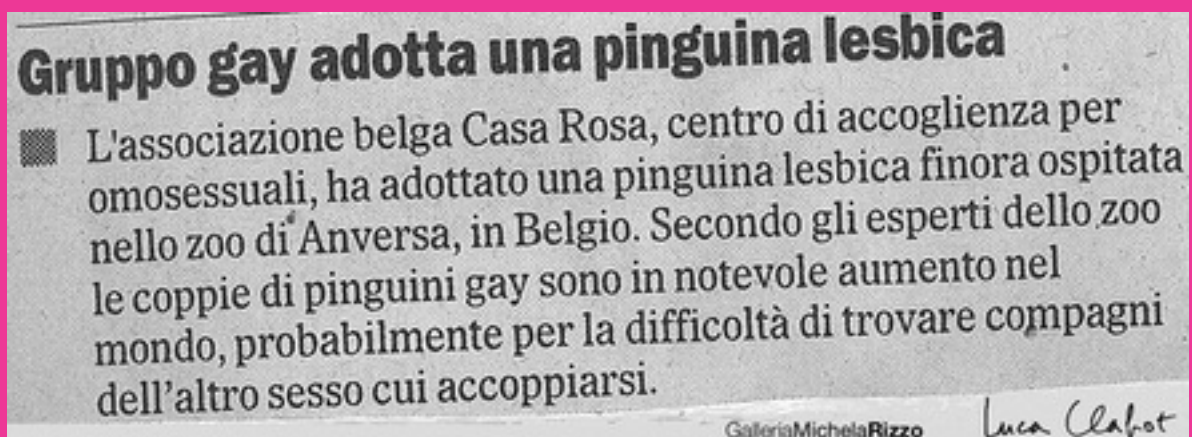 Gruppo gay adotta una pinguina lesbica
L'associazione belga Casa Rosa, centro di accoglienza per
omosessuali, ha adottato una pinguina lesbica finora ospitata
nello zoo di Anversa, in Belgio. Secondo gli esperti dello zoo
le coppie di pinguini gay sono in notevole aumento nel
mondo, probabilmente per la difficoltà di trovare compagni
dell'altro sesso cui accoppiarsi.
GalleriaMichelaRizzo
Luca